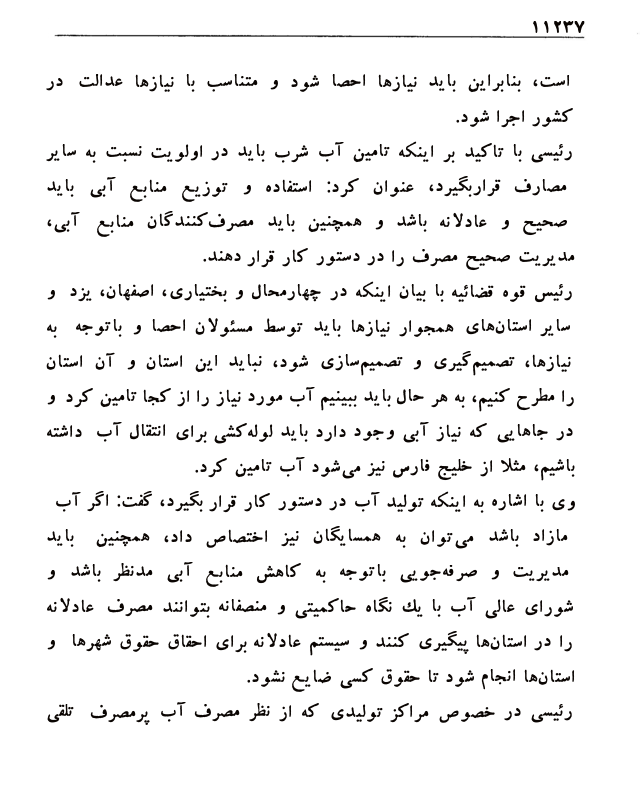 ۱۱۲۳۷
است، بنابراین باید نیازها احصا شود و متناسب با نیازها عدالت در
کشور اجرا شود.
رئیسی با تاکید بر اینکه تامین آب شرب باید در اولویت نسبت به سایر
مصارف قراربگیرد، عنوان کرد: استفاده و توزیع منابع آبی باید
صحیح و عادلانه باشد و همچنین باید مصرف‌کنندگان منابع آبی،
مدیریت صحیح مصرف را در دستور کار قرار دهند.
رئیس قوه قضائیه با بیان اینکه در چهارمحال و بختیاری، اصفهان، یزد و
سایر استان‌های همجوار نیازها باید توسط مسئولان احصا و باتوجه به
نیازها، تصمیم‌گیری و تصمیم‌سازی شود، نباید این استان و آن استان
را مطرح کنیم، به هر حال باید ببینیم آب مورد نیاز را از کجا تامین کرد و
در جاهایی که نیاز آبی وجود دارد باید لوله‌کشی برای انتقال آب داشته
باشیم، مثلا از خلیج فارس نیز می‌شود آب تامین کرد.
وی با اشاره به اینکه تولید آب در دستور کار قرار بگیرد، گفت: اگر آب
مازاد باشد می‌توان به همسایگان نیز اختصاص داد، همچنین باید
مدیریت و صرفه‌جویی باتوجه به کاهش منابع آبی مدنظر باشد و
شورای عالی آب با یك نگاه حاکمیتی و منصفانه بتوانند مصرف عادلانه
را در استان‌ها پیگیری کنند و سیستم عادلانه برای احقاق حقوق شهرها و
استان‌ها انجام شود تا حقوق کسی ضایع نشود.
رئیسی در خصوص مراکز تولیدی که از نظر مصرف آب پرمصرف تلقی